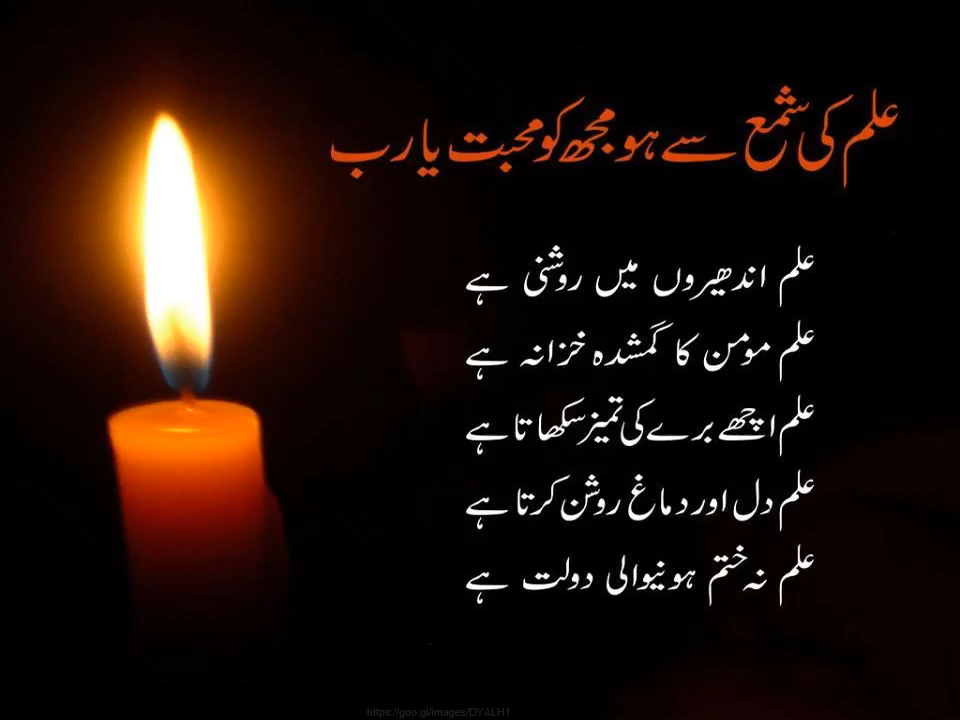 علم کی شمع سے ہو مجھ کو محبت یا رب
علم اندھیروں میں روشنی ہے
علم مومن کا گمشدہ خزانہ ہے
علم اچھے برے کی تمیز سکھاتا ہے
علم دل اور دماغ روشن کرتا ہے
علم نہ ختم ہونیوالی دولت ہے
https://goo.gl/images/DYALH1